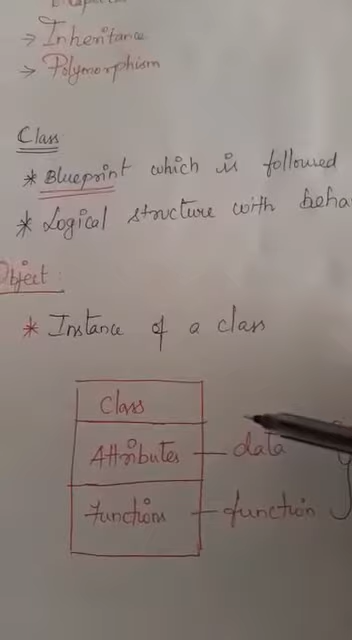 → Inheritance
→ Polymorphism
Class
* Blueprint which is followed
* Logical structure with beha
Object:
* Instance of a class
Class
Attributes — data
Functions — function